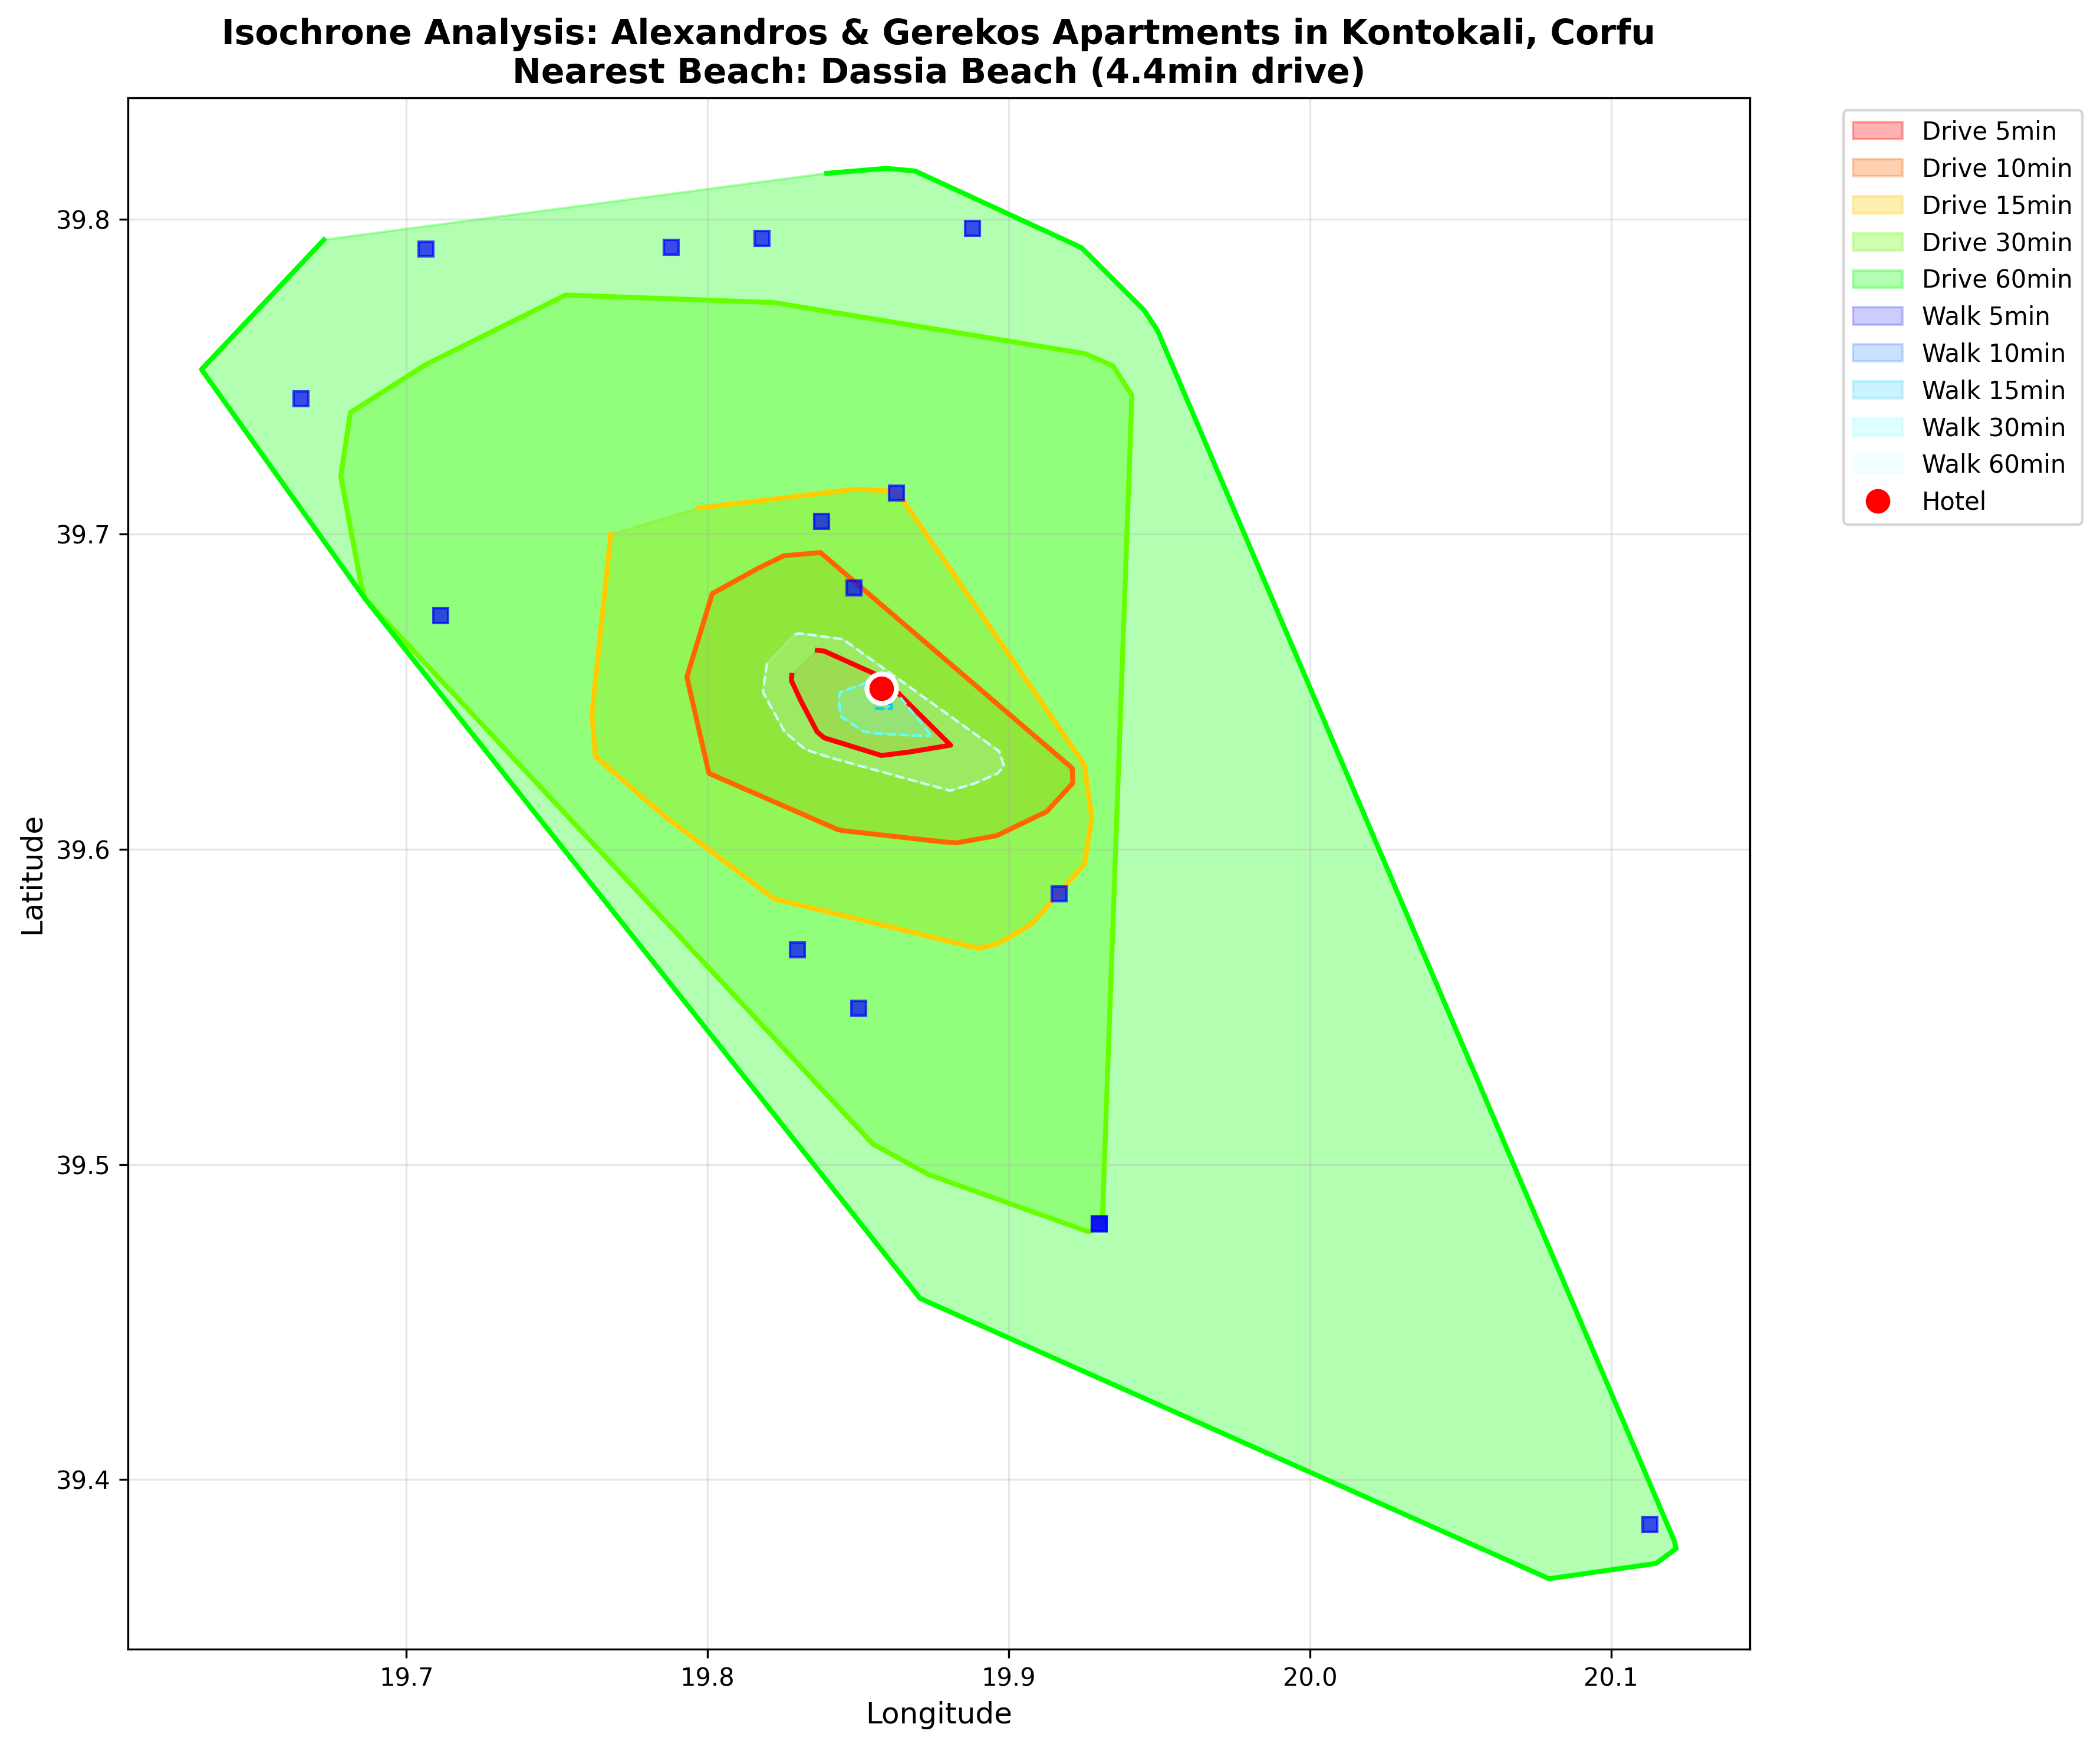 Isochrone Analysis: Alexandros & Gerekos Apartments in Kontokali, Corfu
Nearest Beach: Dassia Beach (4.4min drive)
Drive 5min
Drive 10min
Drive 15min
Drive 30min
Drive 60min
Walk 5min
Walk 10min
Walk 15min
Walk 30min
Walk 60min
Hotel
Latitude
39.8
39.7
39.6
39.5
39.4
19.7
19.8
19.9
20.0
20.1
Longitude